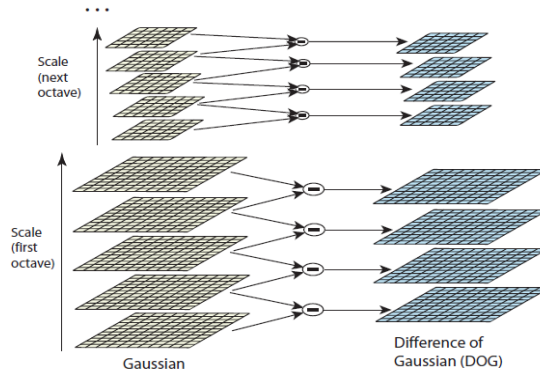 ...
Scale
(next
octave)
Scale
(first
octave)
Gaussian
Difference of
Gaussian (DOG)